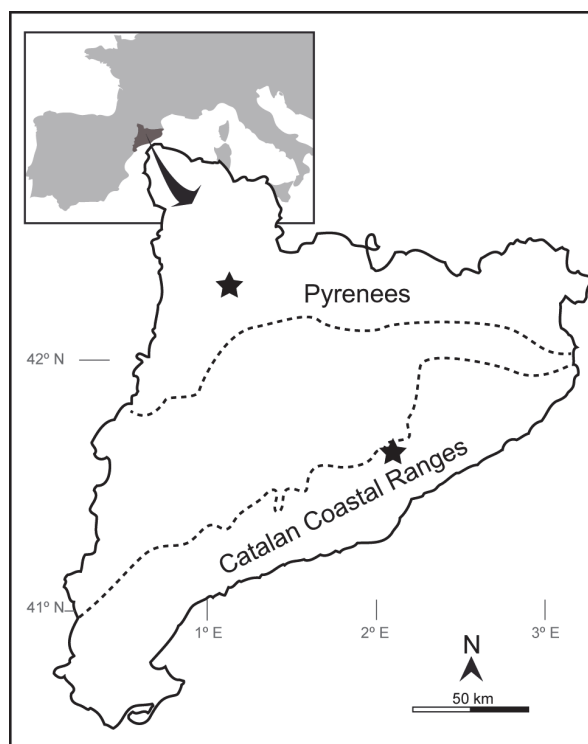 Pyrenees
42º N
Catalan Coastal Ranges
41º N
1º E
2º E
3º E
N
50 km